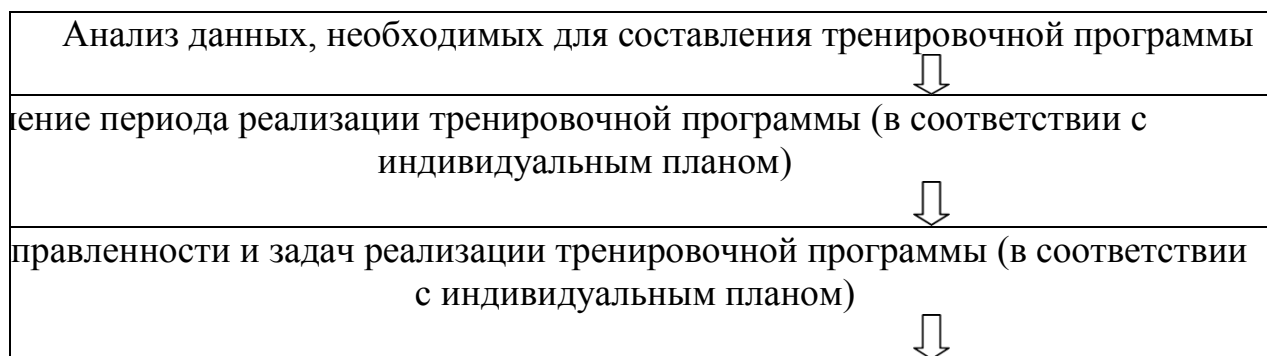 Анализ данных, необходимых для составления тренировочной программы
ение периода реализации тренировочной программы (в соответствии с
индивидуальным планом)
правленности и задач реализации тренировочной программы (в соответствии
с индивидуальным планом)